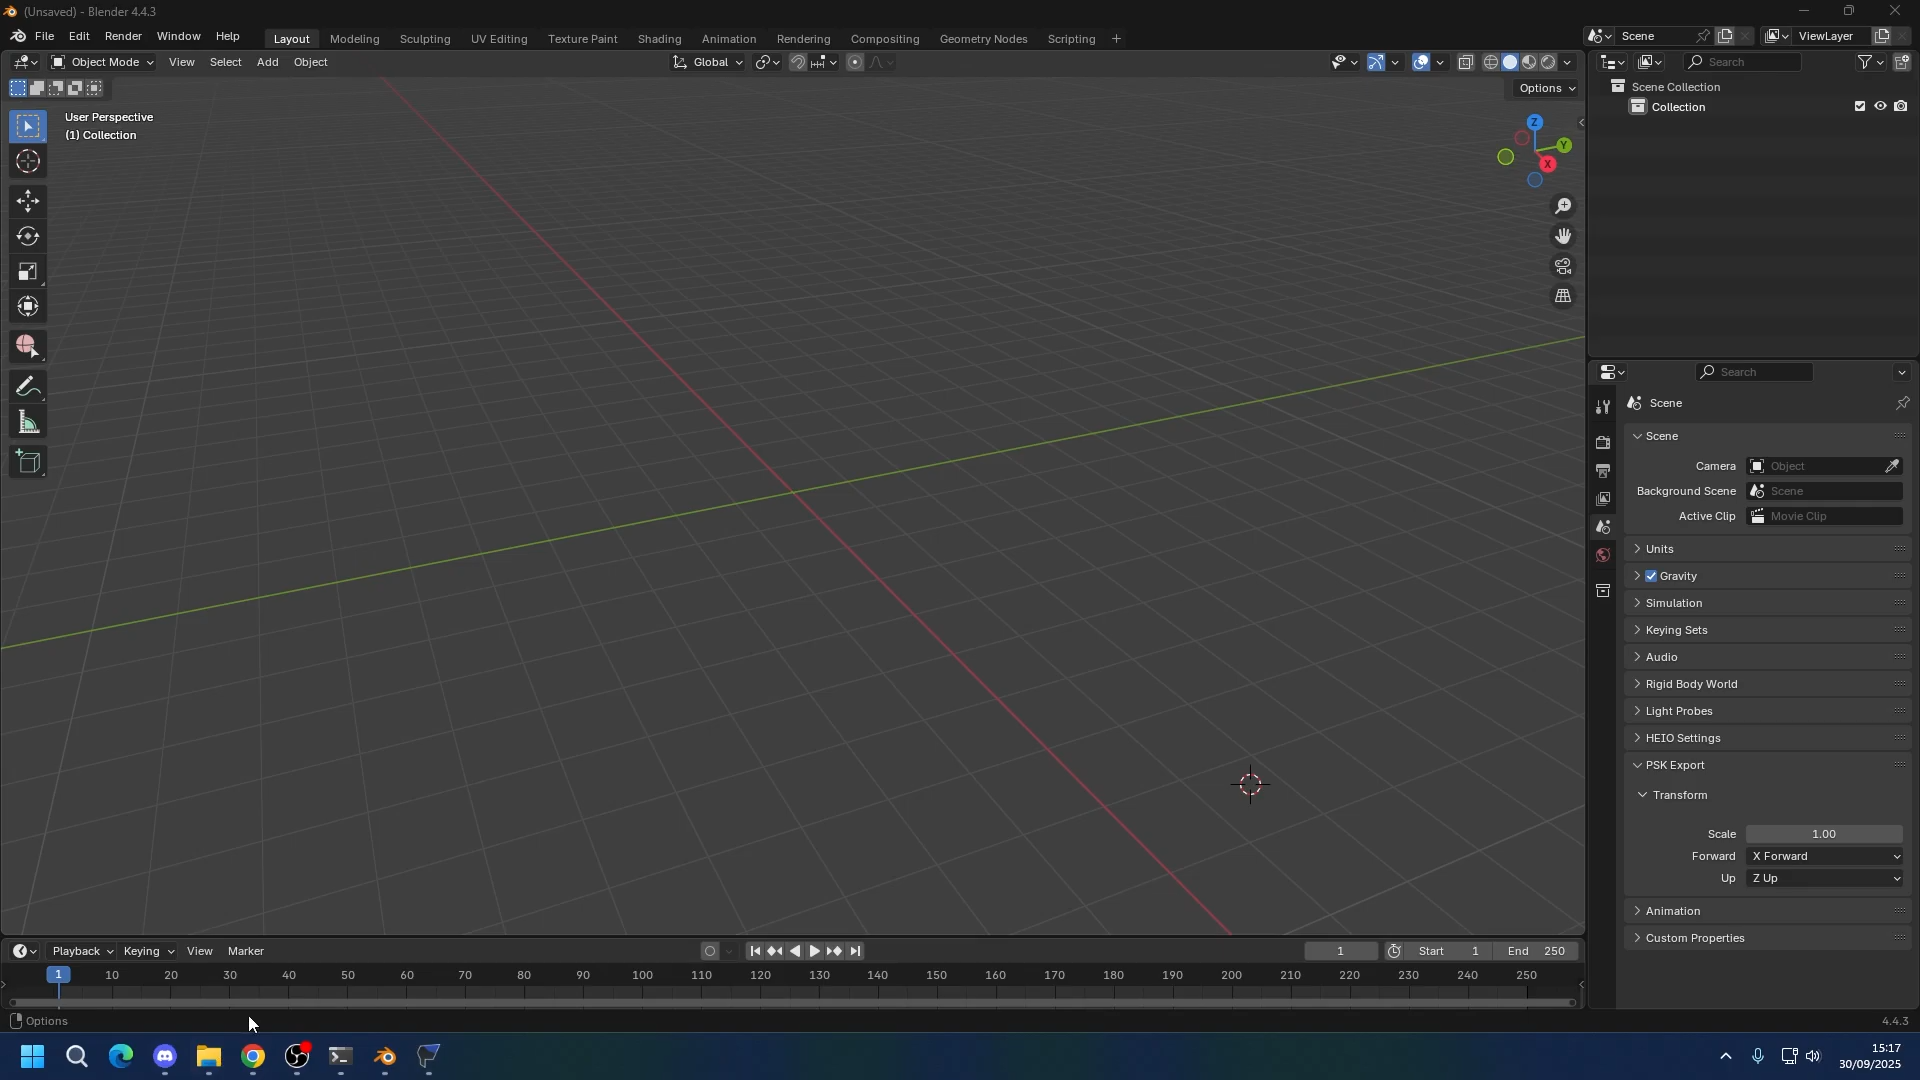 (Unsaved) - Blender 4.4.3
File Edit Render Window Help Layout Modeling Sculpting UV Editing Texture Paint Shading Animation Rendering Compositing Geometry Nodes Scripting + Scene ViewLayer
Object Mode View Select Add Object Global Search
Options
Scene Collection
Collection
User Perspective
(1) Collection
Z
Y
X
Search
Scene
Scene
Camera Object
Background Scene Scene
Active Clip Movie Clip
Units
Gravity
Simulation
Keying Sets
Audio
Rigid Body World
Light Probes
HEIO Settings
PSK Export
Transform
Scale 1.00
Forward X Forward
Up Z Up
Animation
Custom Properties
Playback Keying View Marker 1 Start 1 End 250
1 10 20 30 40 50 60 70 80 90 100 110 120 130 140 150 160 170 180 190 200 210 220 230 240 250
Options 4.4.3
15:17
30/09/2025